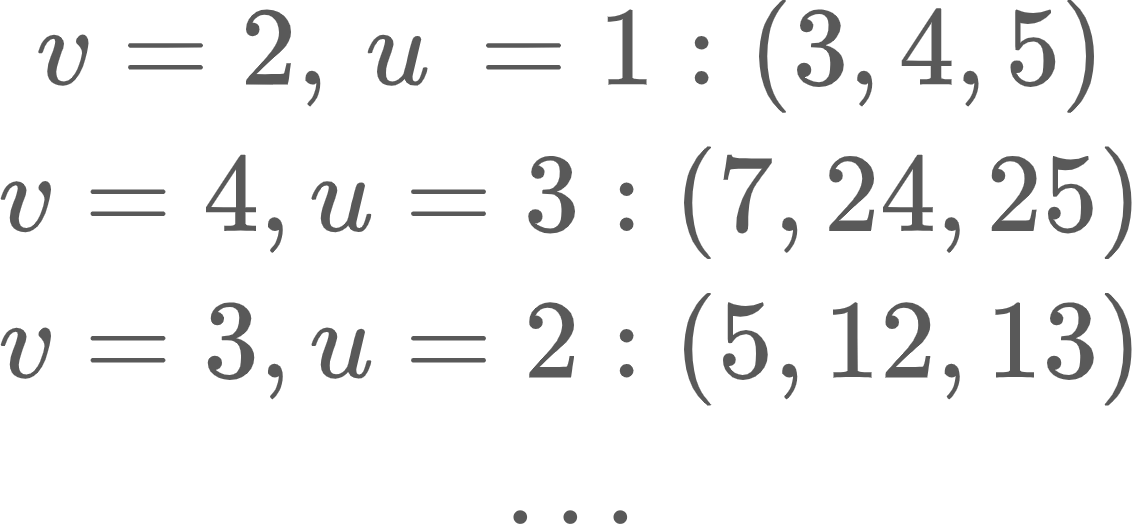 v = 2, u = 1 : (3, 4, 5)
v = 4, u = 3 : (7, 24, 25)
v = 3, u = 2 : (5, 12, 13)
...